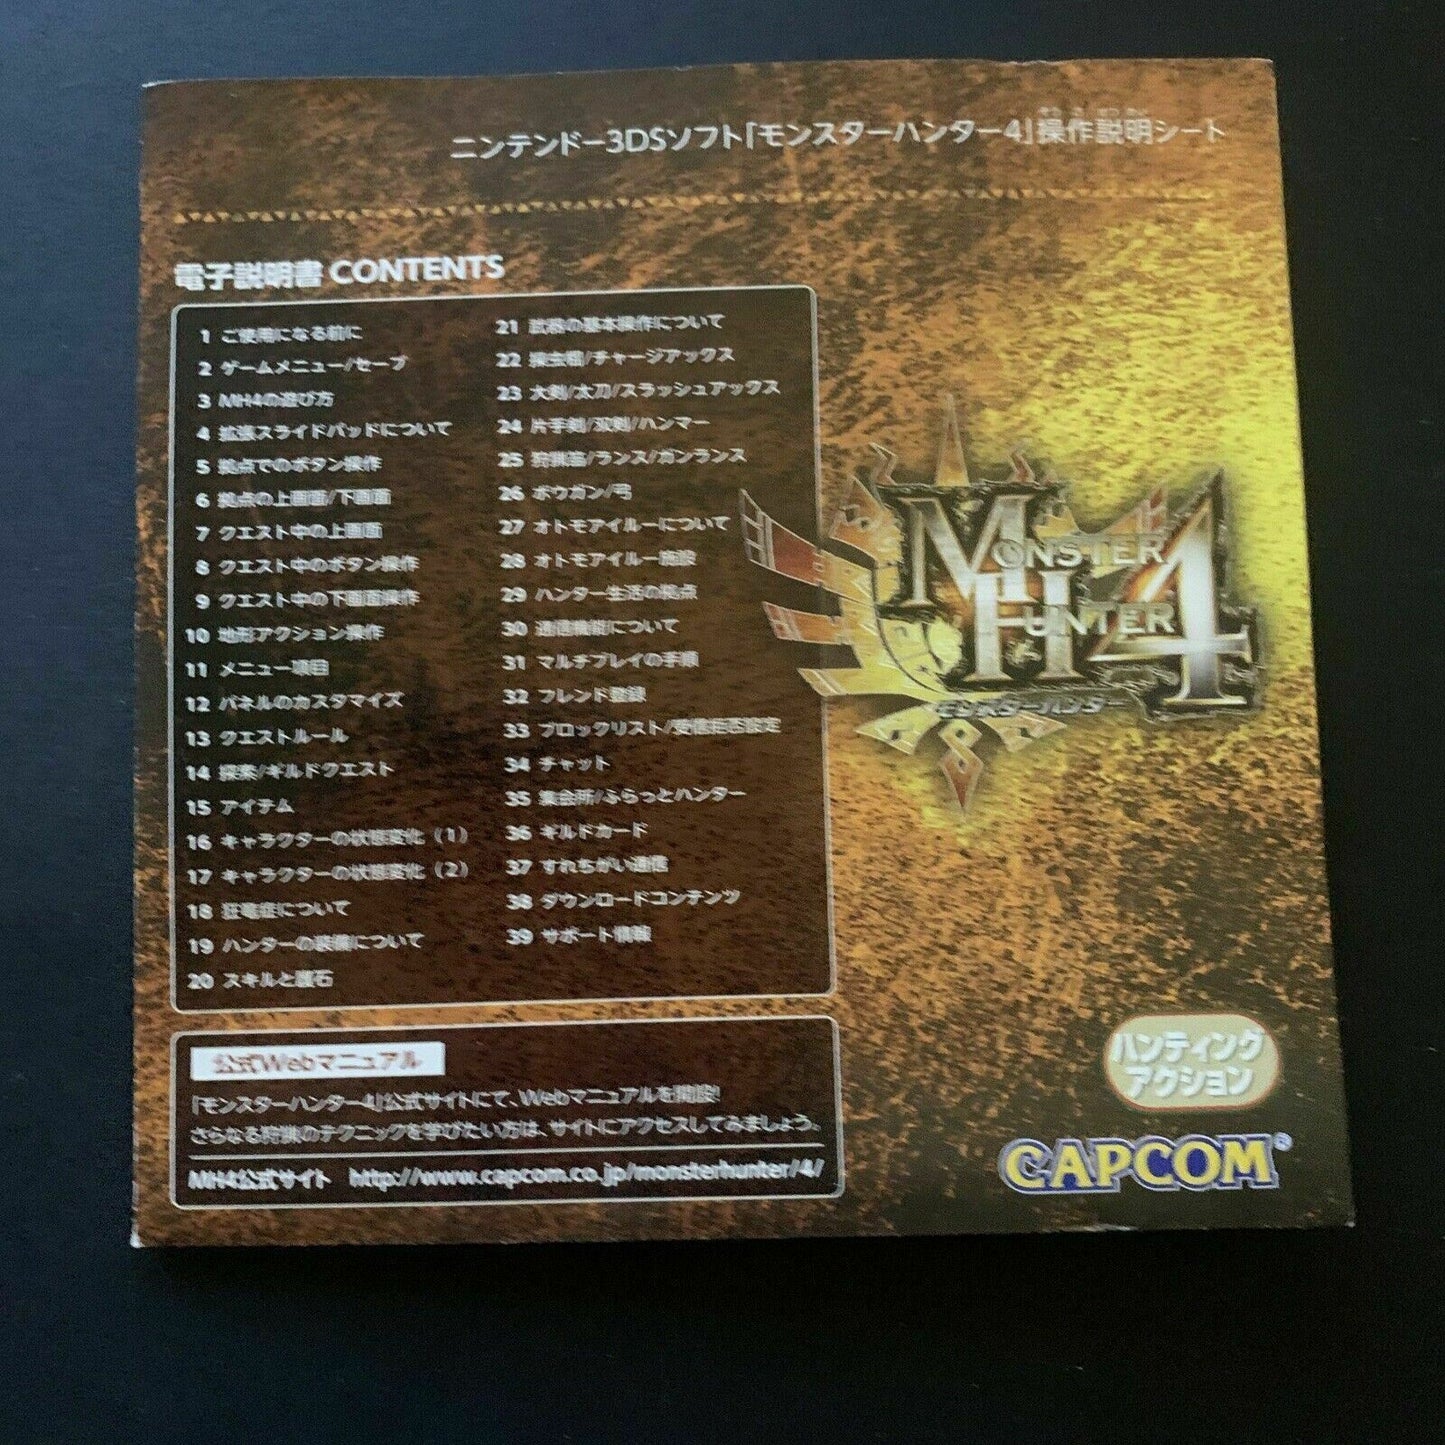 ニンテンドー3DSソフト「モンスターハンター4」操作説明シート
電子説明書 CONTENTS
1 ご使用になる前に
2 ゲームメニュー/セーブ
3 MH4の遊び方
4 拡張スライドパッドについて
5 拠点でのボタン操作
6 拠点の上画面/下画面
7 クエスト中の上画面
8 クエスト中のボタン操作
9 クエスト中の下画面操作
10 地形アクション操作
11 メニュー項目
12 パネルのカスタマイズ
13 クエストルール
14 探索/ギルドクエスト
15 アイテム
16 キャラクターの状態変化（1）
17 キャラクターの状態変化（2）
18 狂竜症について
19 ハンターの装備について
20 スキルと護石
21 武器の基本操作について
22 操虫棍/チャージアックス
23 大剣/太刀/スラッシュアックス
24 片手剣/双剣/ハンマー
25 狩猟笛/ランス/ガンランス
26 ボウガン/弓
27 オトモアイルーについて
28 オトモアイルー施設
29 ハンター生活の拠点
30 通信機能について
31 マルチプレイの手順
32 フレンド登録
33 ブロックリスト/受信拒否設定
34 チャット
35 集会所/ふらっとハンター
36 ギルドカード
37 すれちがい通信
38 ダウンロードコンテンツ
39 サポート情報
MONSTER
HUNTER 4
モンスターハンター
公式Webマニュアル
「モンスターハンター4」公式サイトにて、Webマニュアルを開設!
さらなる狩猟のテクニックを学びたい方は、サイトにアクセスしてみましょう。
MH4公式サイト http://www.capcom.co.jp/monsterhunter/4/
ハンティング
アクション
CAPCOM®